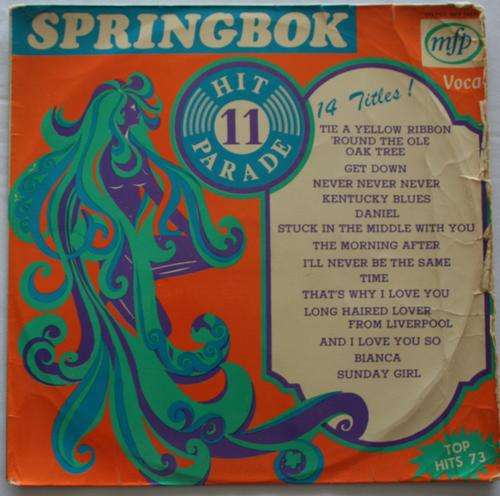 SPRINGBOK
mfp
Vocal
HIT
11
PARADE
14 Titles!
TIE A YELLOW RIBBON
'ROUND THE OLE
OAK TREE
GET DOWN
NEVER NEVER NEVER
KENTUCKY BLUES
DANIEL
STUCK IN THE MIDDLE WITH YOU
THE MORNING AFTER
I'LL NEVER BE THE SAME
TIME
THAT'S WHY I LOVE YOU
LONG HAIRED LOVER
FROM LIVERPOOL
AND I LOVE YOU SO
BIANCA
SUNDAY GIRL
TOP
HITS 73